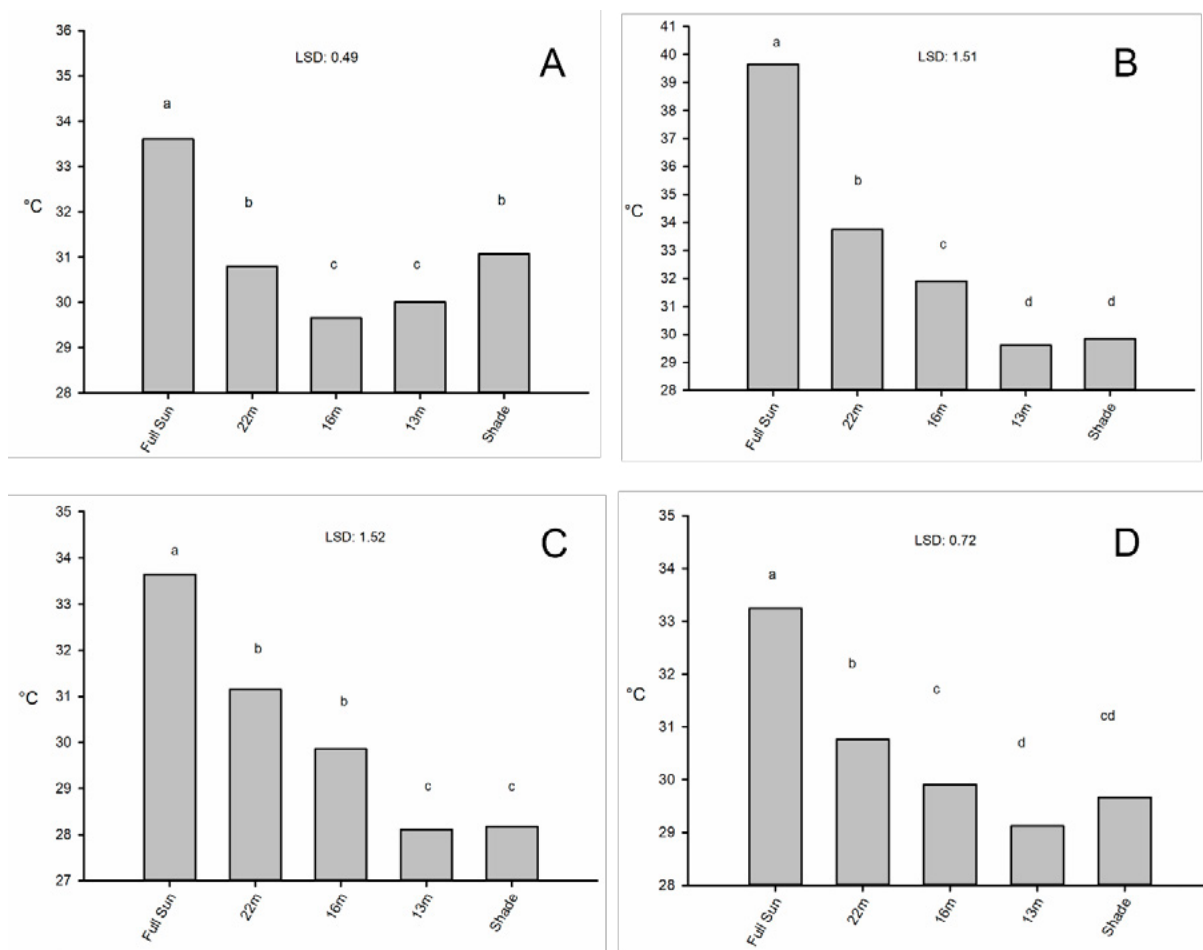 A
LSD: 0.49
°C
36
35
34
33
32
31
30
29
28
a
b
c
c
b
Full Sun
22m
16m
13m
Shade
B
LSD: 1.51
°C
41
40
39
38
37
36
35
34
33
32
31
30
29
28
a
b
c
d
d
Full Sun
22m
16m
13m
Shade
C
LSD: 1.52
°C
35
34
33
32
31
30
29
28
27
a
b
b
c
c
Full Sun
22m
16m
13m
Shade
D
LSD: 0.72
°C
35
34
33
32
31
30
29
28
a
b
c
d
cd
Full Sun
22m
16m
13m
Shade